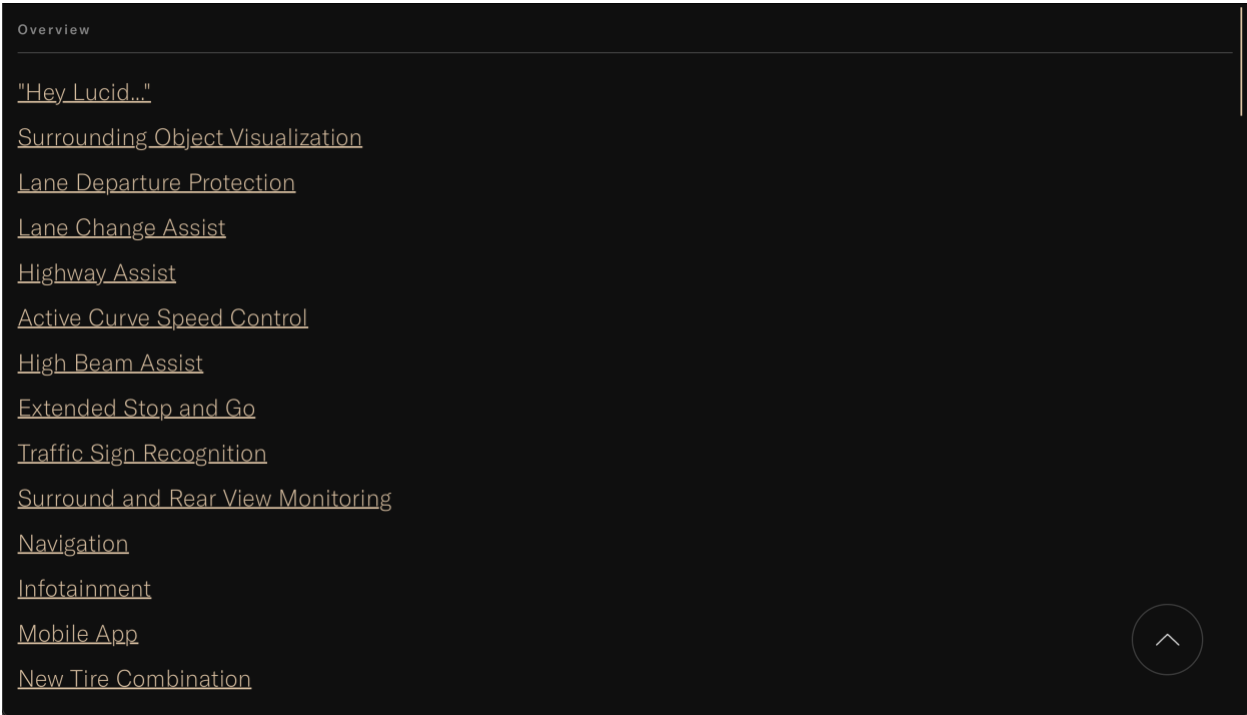 Overview
"Hey Lucid..."
Surrounding Object Visualization
Lane Departure Protection
Lane Change Assist
Highway Assist
Active Curve Speed Control
High Beam Assist
Extended Stop and Go
Traffic Sign Recognition
Surround and Rear View Monitoring
Navigation
Infotainment
Mobile App
New Tire Combination